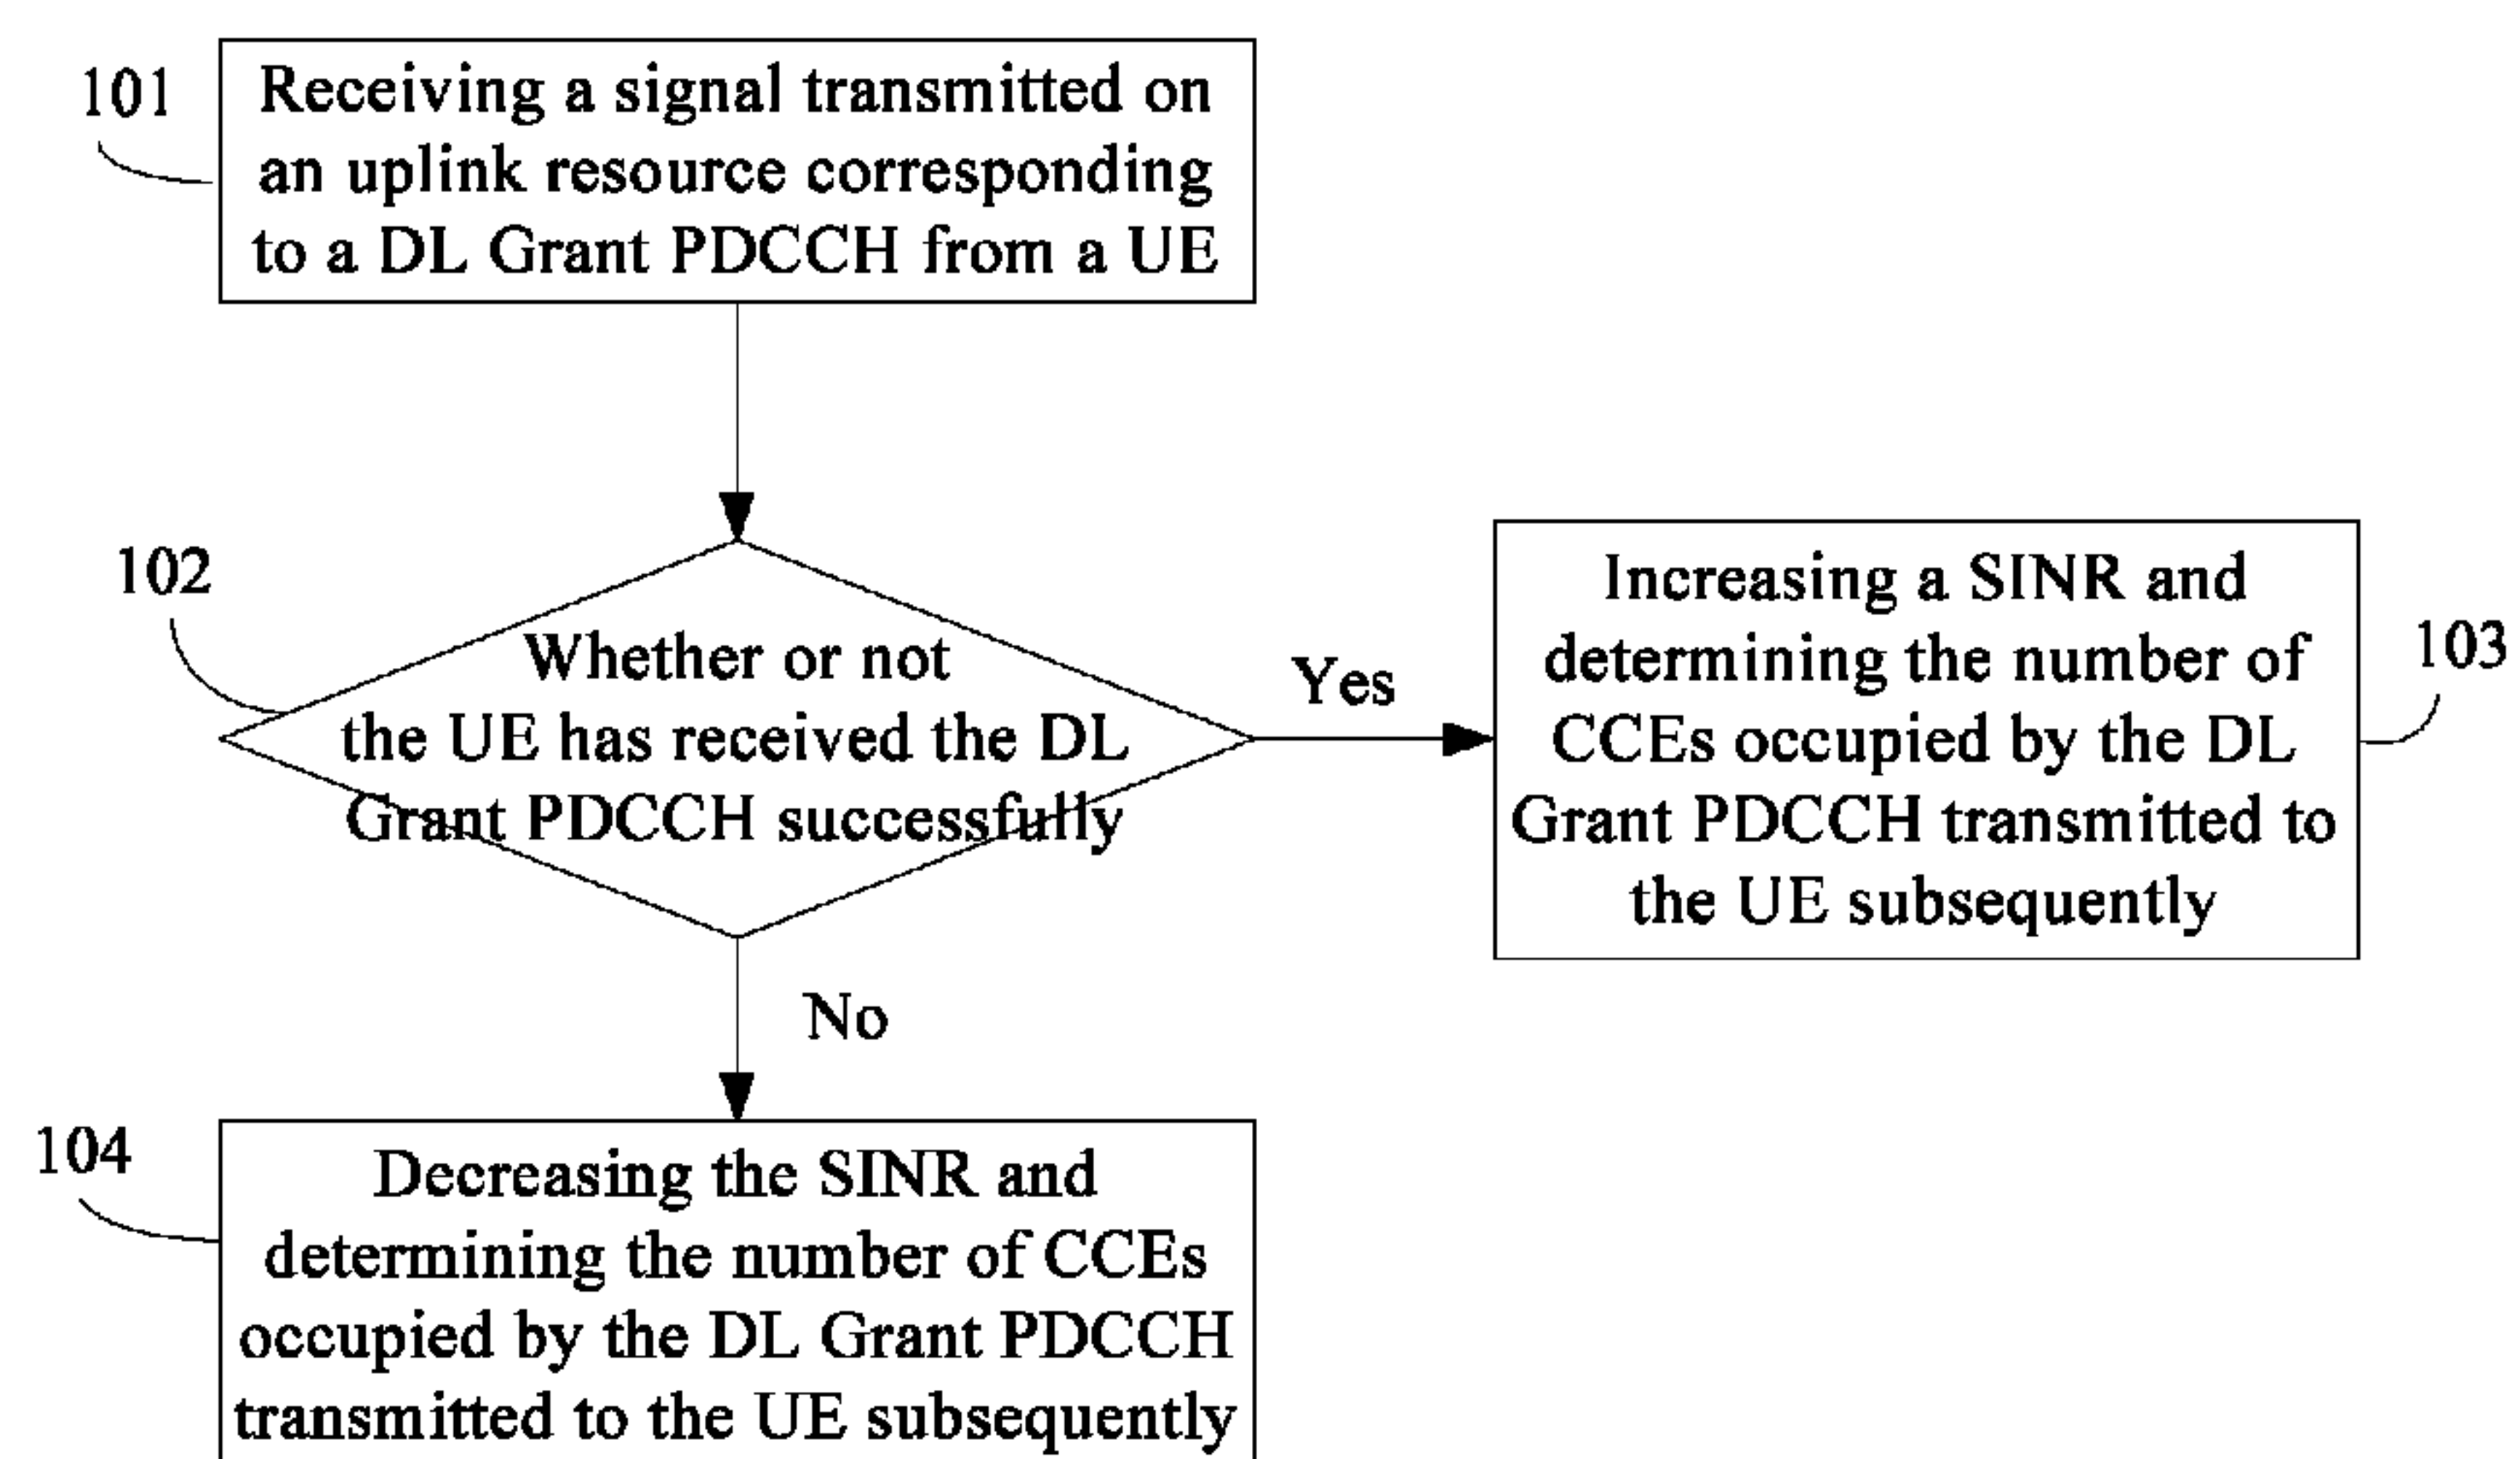 101
Receiving a signal transmitted on
an uplink resource corresponding
to a DL Grant PDCCH from a UE
102
Whether or not
the UE has received the DL
Grant PDCCH successfully
Yes
Increasing a SINR and
determining the number of
CCEs occupied by the DL
Grant PDCCH transmitted to
the UE subsequently
103
No
104
Decreasing the SINR and
determining the number of CCEs
occupied by the DL Grant PDCCH
transmitted to the UE subsequently